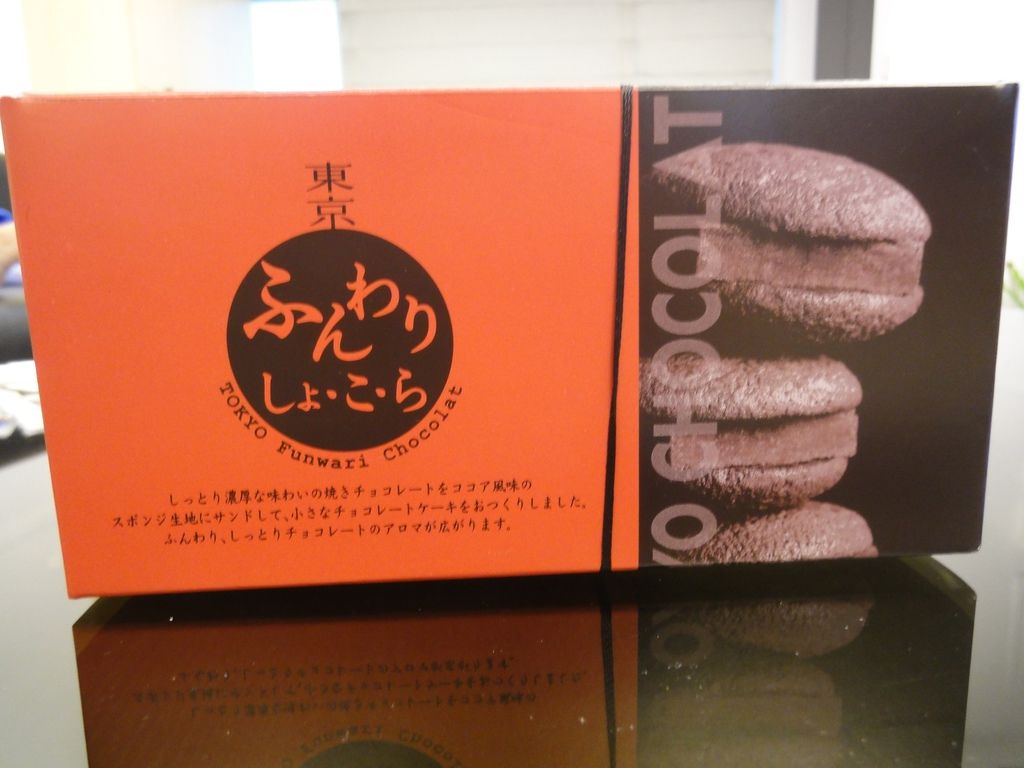 東京
ふんわり
しょ・こ・ら
TOKYO Funwari Chocolat
しっとり濃厚な味わいの焼きチョコレートをココア風味の
スポンジ生地にサンドして、小さなチョコレートケーキをおつくりしました。
ふんわり、しっとりチョコレートのアロマが広がります。
YO CHOCOLAT